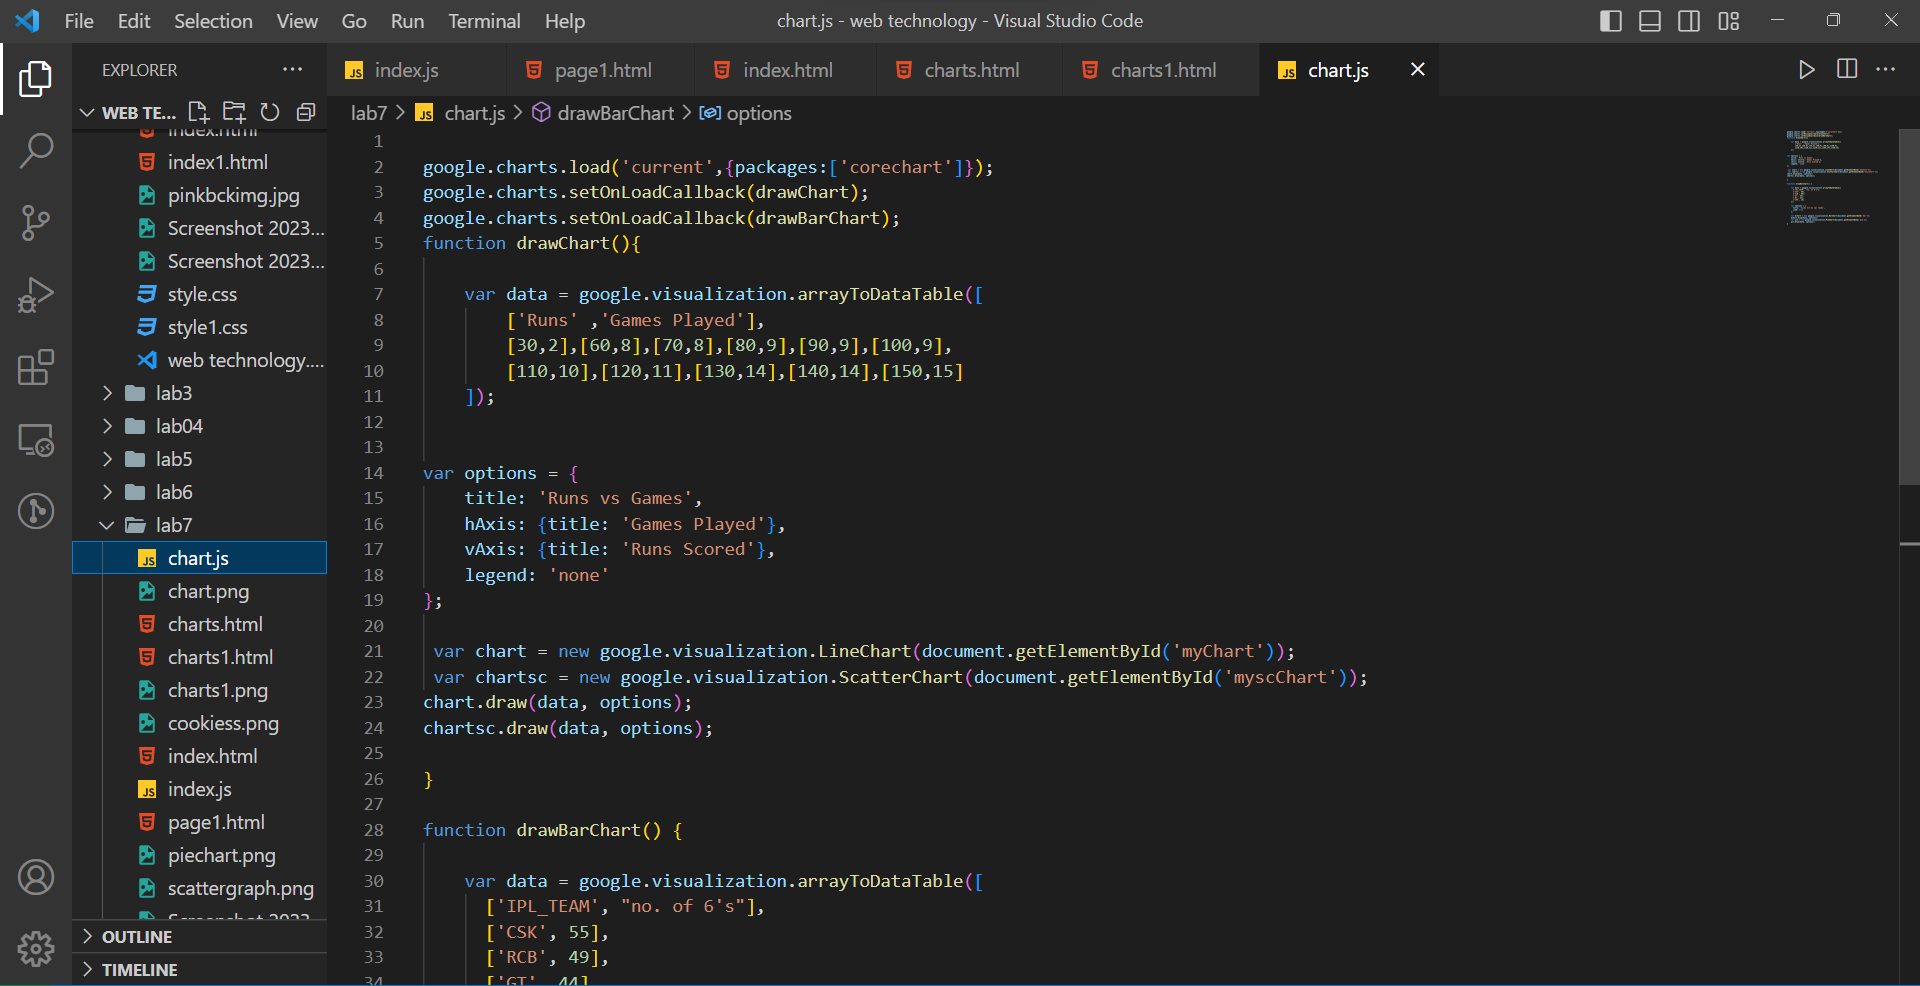 File Edit Selection View Go Run Terminal Help
chart.js - web technology - Visual Studio Code
EXPLORER
WEB TE...
index.html
index1.html
pinkbckimg.jpg
Screenshot 2023...
Screenshot 2023...
style.css
style1.css
web technology....
lab3
lab04
lab5
lab6
lab7
chart.js
chart.png
charts.html
charts1.html
charts1.png
cookiess.png
index.html
index.js
page1.html
piechart.png
scattergraph.png
Screenshot 2023
OUTLINE
TIMELINE
JS index.js
page1.html
index.html
charts.html
charts1.html
JS chart.js
lab7 > JS chart.js > drawBarChart > options
1
2 google.charts.load('current',{packages:['corechart']});
3 google.charts.setOnLoadCallback(drawChart);
4 google.charts.setOnLoadCallback(drawBarChart);
5 function drawChart(){
6
7 var data = google.visualization.arrayToDataTable([
8 ['Runs' ,'Games Played'],
9 [30,2],[60,8],[70,8],[80,9],[90,9],[100,9],
10 [110,10],[120,11],[130,14],[140,14],[150,15]
11 ]);
12
13
14 var options = {
15 title: 'Runs vs Games',
16 hAxis: {title: 'Games Played'},
17 vAxis: {title: 'Runs Scored'},
18 legend: 'none'
19 };
20
21 var chart = new google.visualization.LineChart(document.getElementById('myChart'));
22 var chartsc = new google.visualization.ScatterChart(document.getElementById('myscChart'));
23 chart.draw(data, options);
24 chartsc.draw(data, options);
25
26 }
27
28 function drawBarChart() {
29
30 var data = google.visualization.arrayToDataTable([
31 ['IPL_TEAM', "no. of 6's"],
32 ['CSK', 55],
33 ['RCB', 49],
34 ['GT', 44]